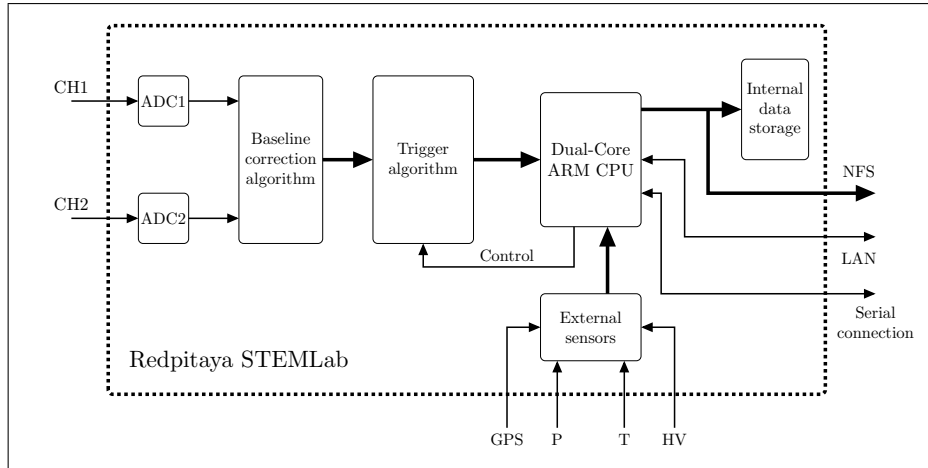 CH1
ADC1
Baseline
correction
algorithm
Trigger
algorithm
Dual-Core
ARM CPU
Internal
data
storage
NFS
CH2
ADC2
Control
LAN
External
sensors
Serial
connection
Redpitaya STEMLab
GPS
P
T
HV